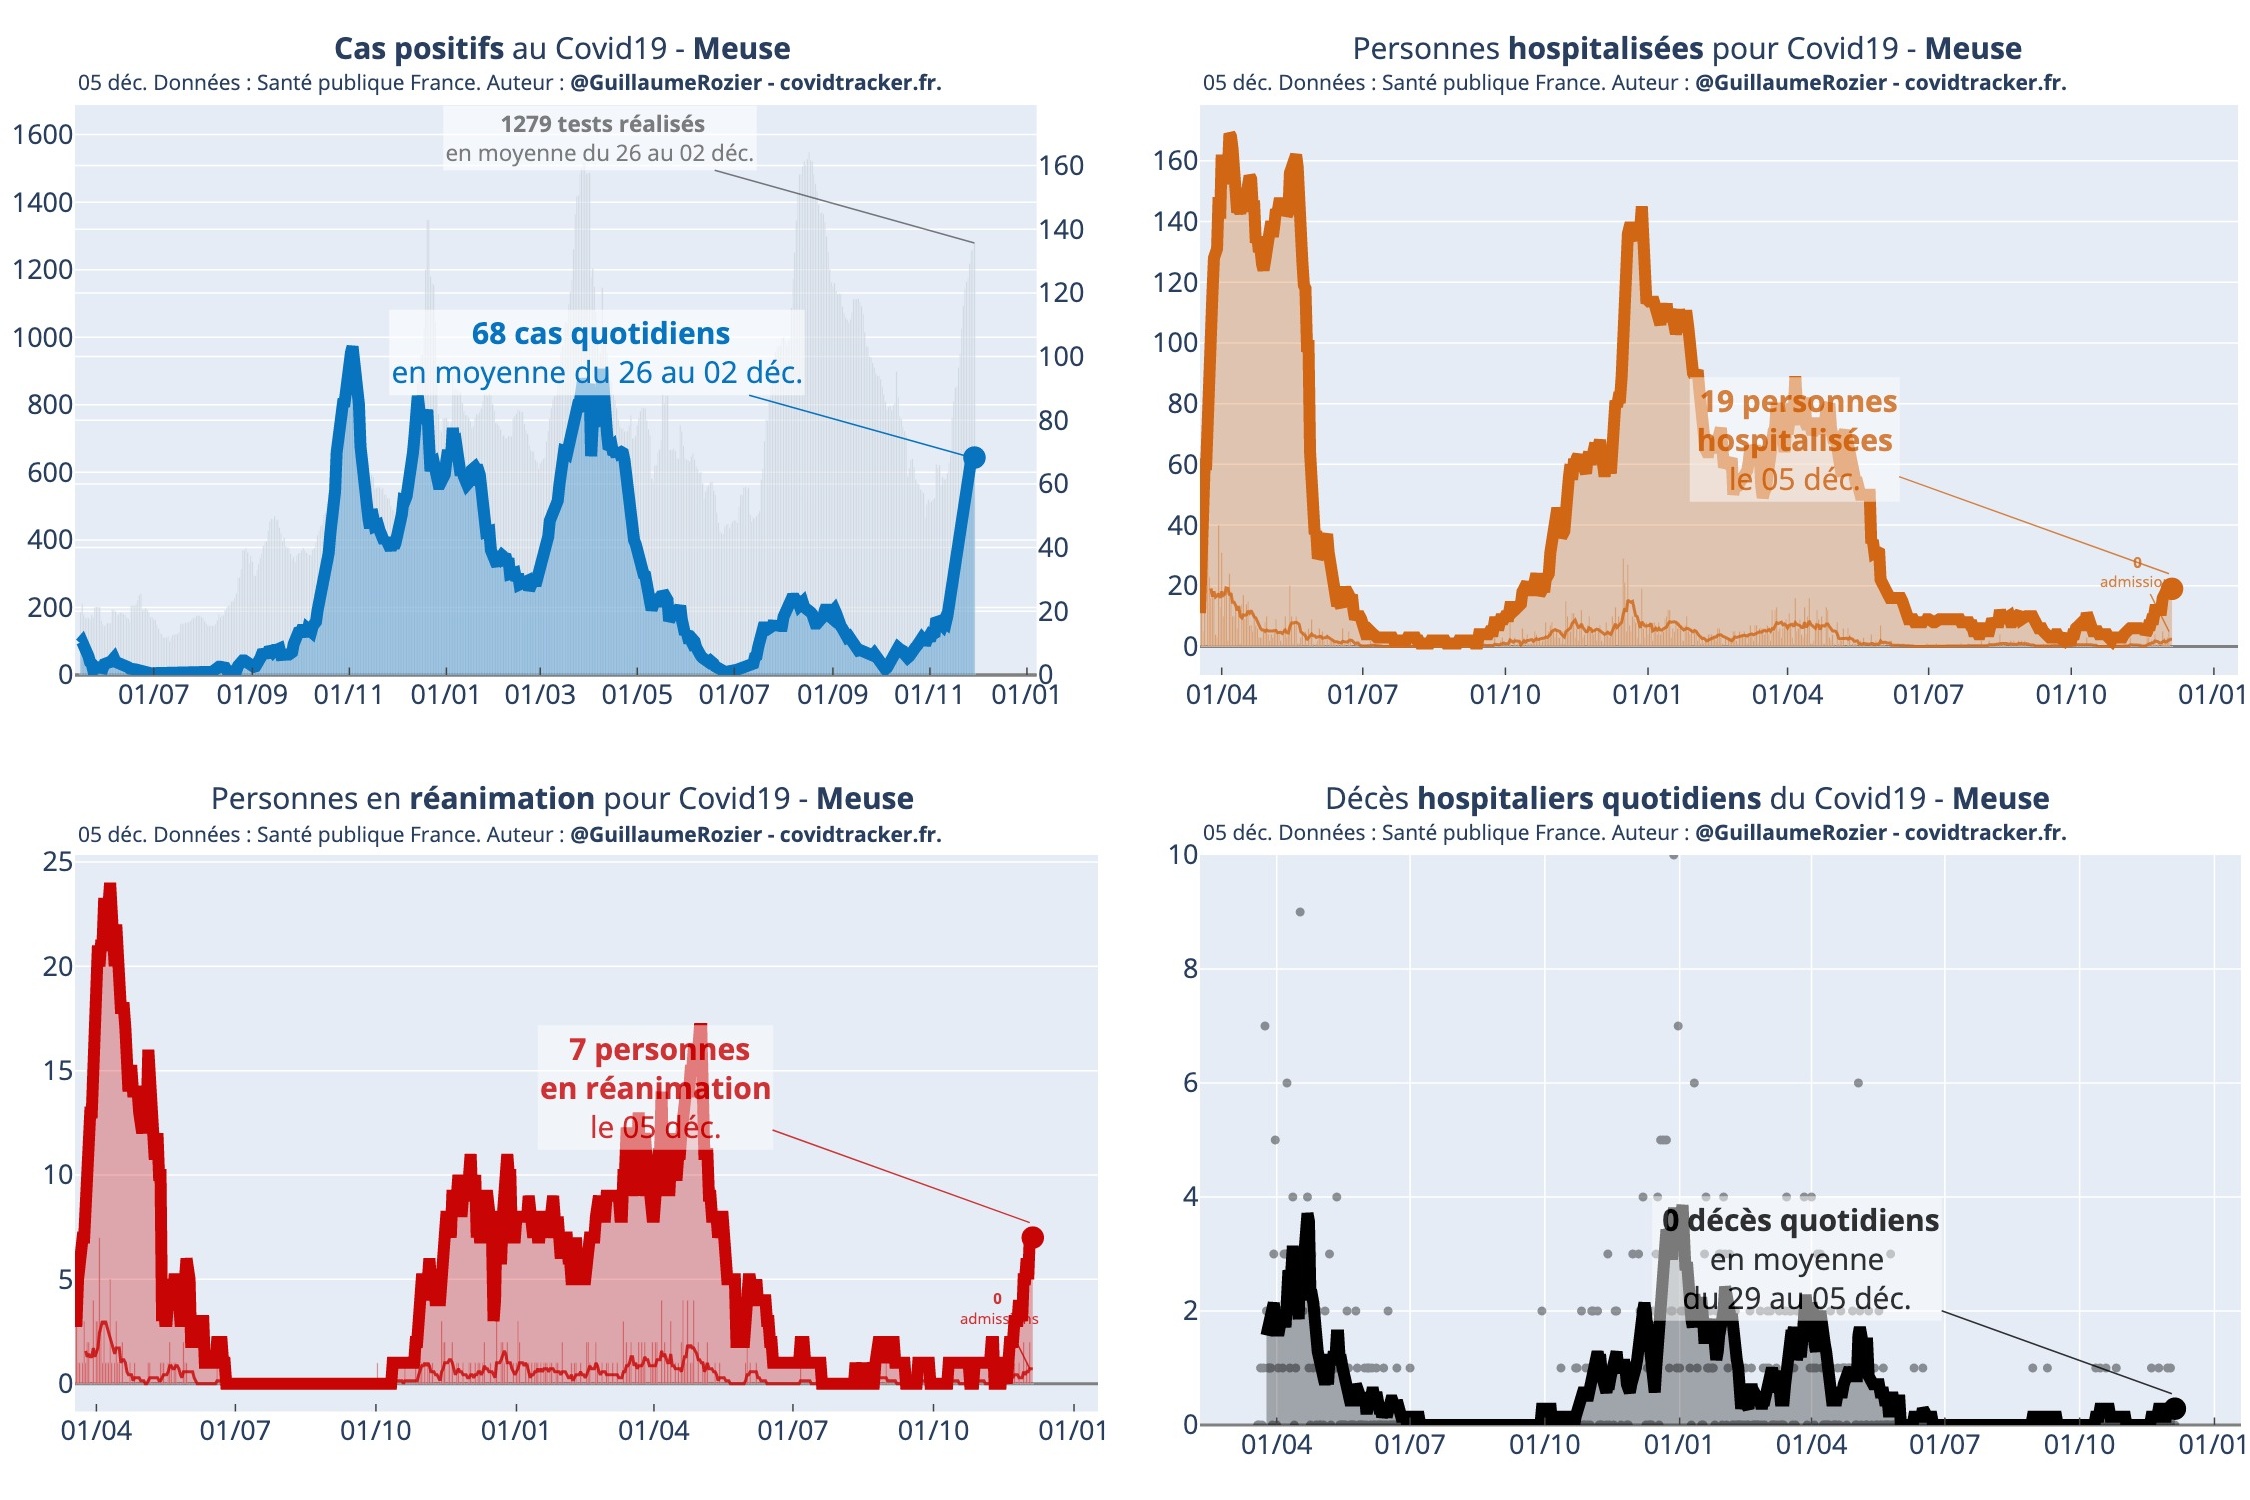 Cas positifs au Covid19 - Meuse
05 déc. Données : Santé publique France. Auteur : @GuillaumeRozier - covidtracker.fr.
1279 tests réalisés
en moyenne du 26 au 02 déc.
68 cas quotidiens
en moyenne du 26 au 02 déc.
1600
1400
1200
1000
800
600
400
200
0
160
140
120
100
80
60
40
20
0
01/07 01/09 01/11 01/01 01/03 01/05 01/07 01/09 01/11 01/01
Personnes hospitalisées pour Covid19 - Meuse
05 déc. Données : Santé publique France. Auteur : @GuillaumeRozier - covidtracker.fr.
160
140
120
100
80
60
40
20
0
19 personnes
hospitalisées
le 05 déc.
0
01/04 01/07 01/10 01/01 01/04 01/07 01/10 01/01
Personnes en réanimation pour Covid19 - Meuse
05 déc. Données : Santé publique France. Auteur : @GuillaumeRozier - covidtracker.fr.
25
20
15
10
5
0
7 personnes
en réanimation
le 05 déc.
0
admissions
01/04 01/07 01/10 01/01 01/04 01/07 01/10 01/01
Décès hospitaliers quotidiens du Covid19 - Meuse
05 déc. Données : Santé publique France. Auteur : @GuillaumeRozier - covidtracker.fr.
10
8
6
4
2
0
0 décès quotidiens
en moyenne
du 29 au 05 déc.
01/04 01/07 01/10 01/01 01/04 01/07 01/10 01/01